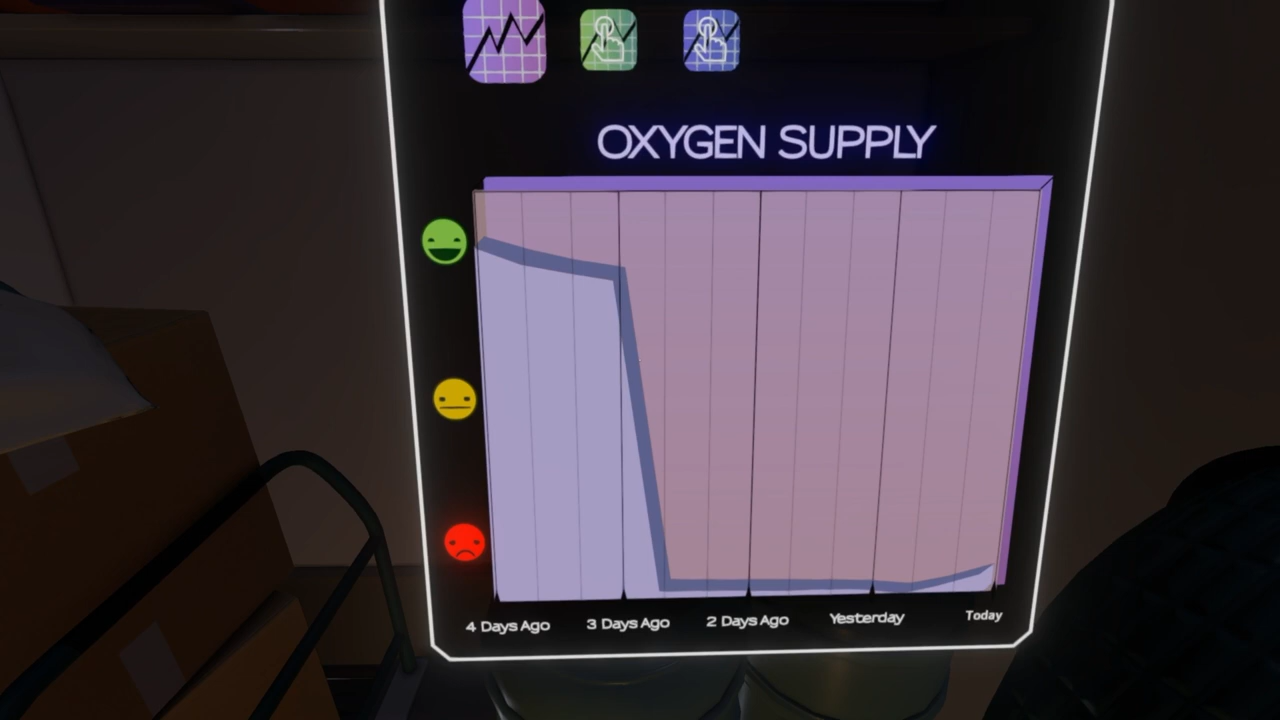 OXYGEN SUPPLY
4 Days Ago
3 Days Ago
2 Days Ago
Yesterday
Today